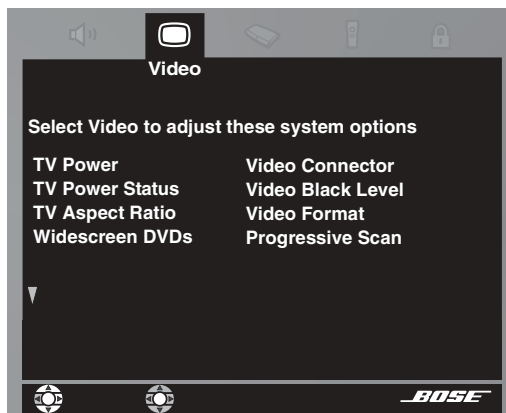 Video
Select Video to adjust these system options
TV Power
TV Power Status
TV Aspect Ratio
Widescreen DVDs
Video Connector
Video Black Level
Video Format
Progressive Scan
BOSE